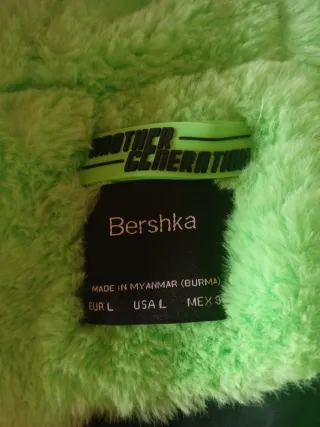 ANOTHER
GENERATION
Bershka
MADE IN MYANMAR (BURMA)
EUR L USA L MEX 3